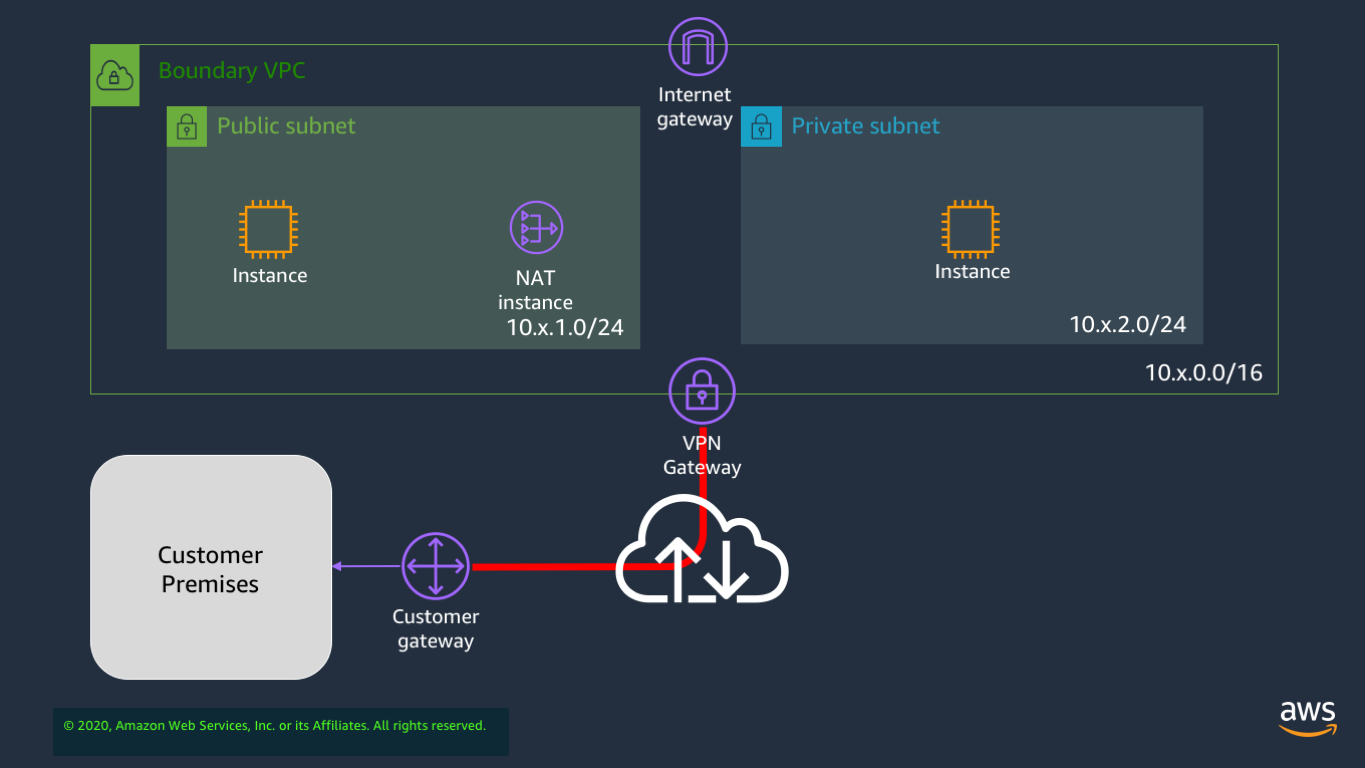 Boundary VPC
Internet
gateway
Public subnet
Private subnet
Instance
NAT
instance
10.x.1.0/24
Instance
10.x.2.0/24
10.x.0.0/16
VPN
Gateway
Customer
Premises
Customer
gateway
© 2020, Amazon Web Services, Inc. or its Affiliates. All rights reserved.
aws